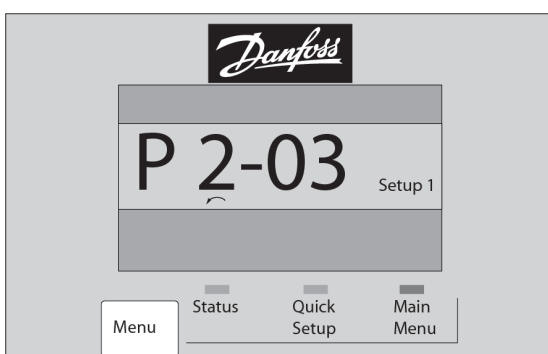 Danfoss
P 2-03
Setup 1
Status
Quick
Setup
Main
Menu
Menu